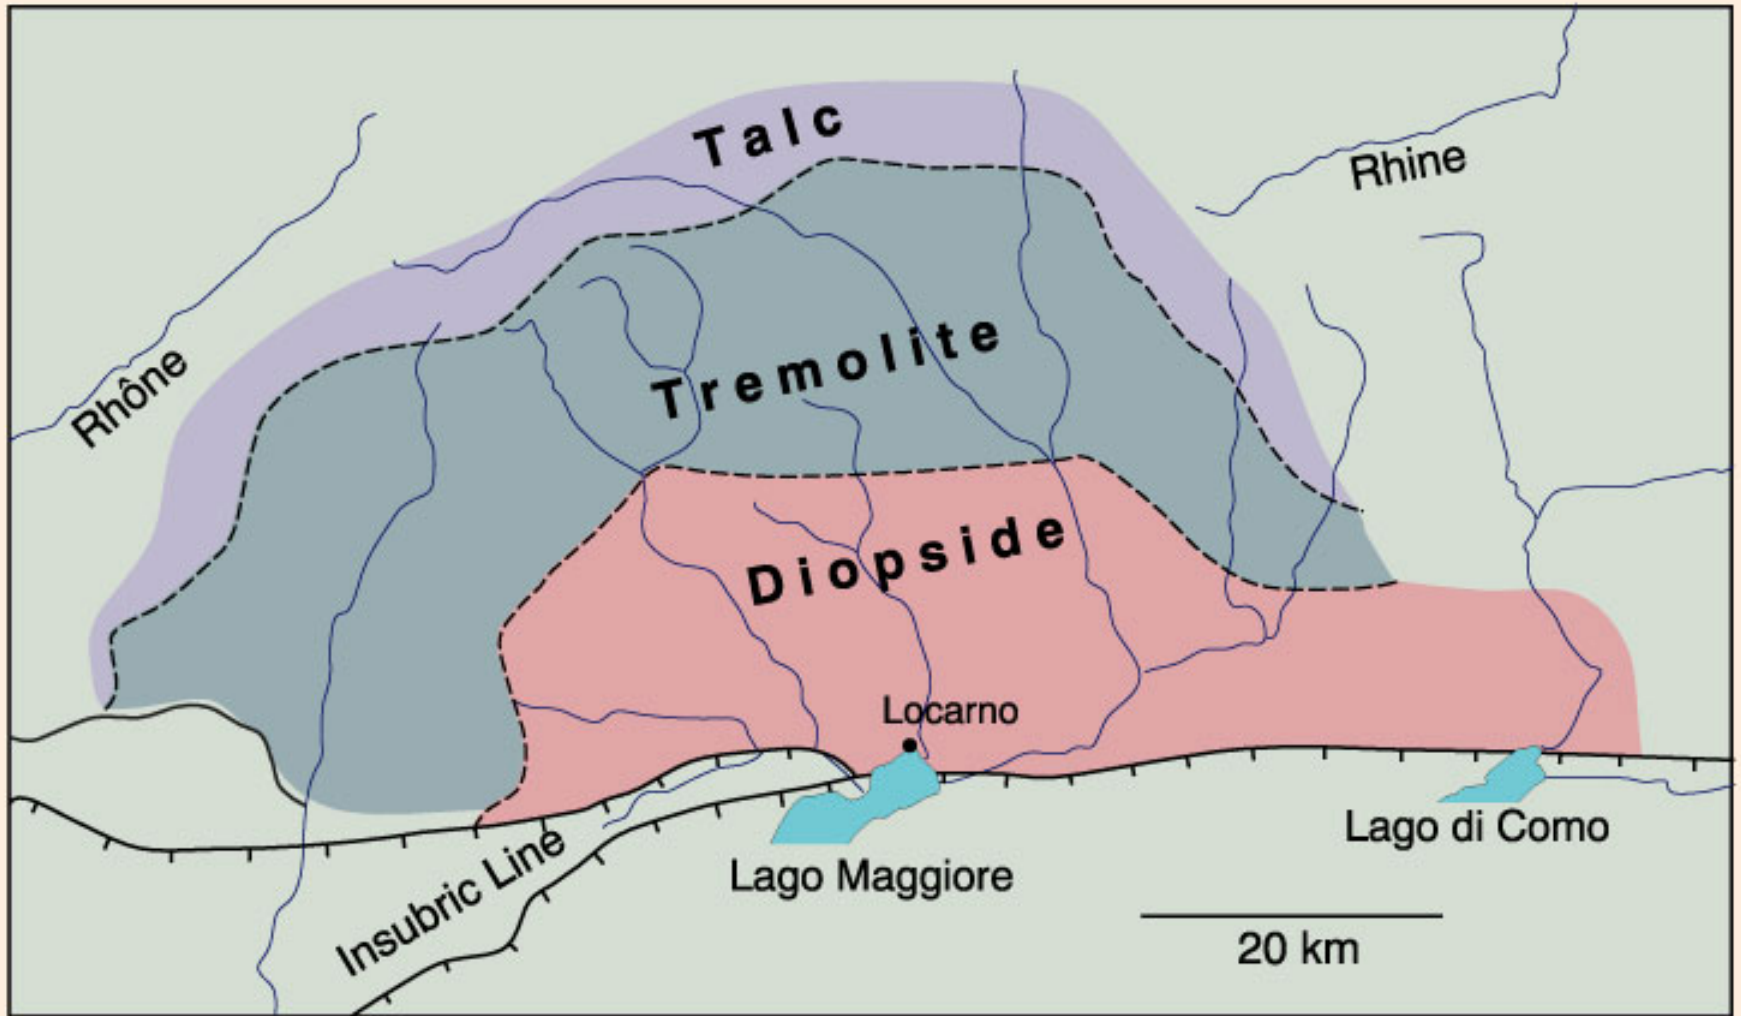 Talc
Rhine
Tremolite
Rhône
Diopside
Locarno
Lago di Como
Insubric Line
Lago Maggiore
20 km